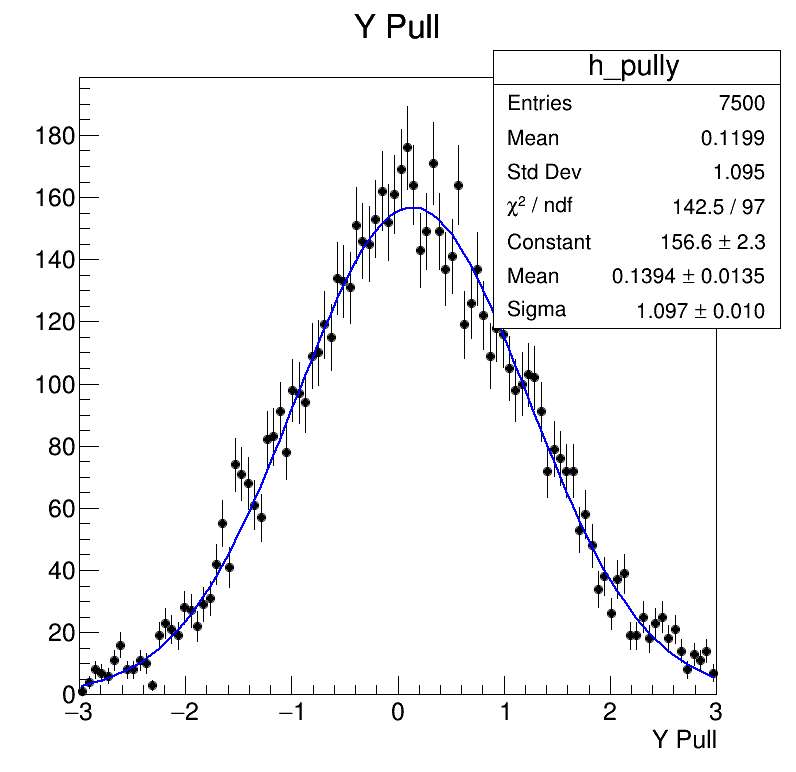 Y Pull
h_pully
Entries 7500
Mean 0.1199
Std Dev 1.095
χ² / ndf 142.5 / 97
Constant 156.6 ± 2.3
Mean 0.1394 ± 0.0135
Sigma 1.097 ± 0.010
180
160
140
120
100
80
60
40
20
0
−3 −2 −1 0 1 2 3
Y Pull